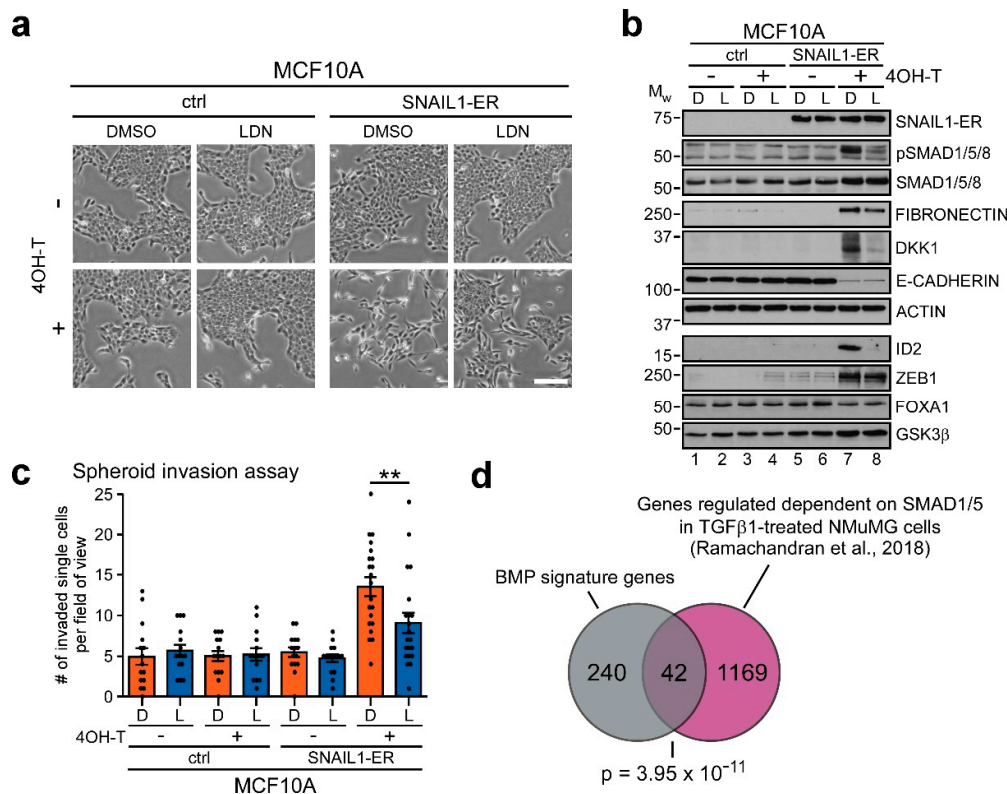 a
MCF10A
ctrl
SNAIL1-ER
DMSO
LDN
DMSO
LDN
4OH-T
-
+
b
MCF10A
ctrl
SNAIL1-ER
- + - + 4OH-T
Mw D L D L D L D L
75 SNAIL1-ER
50 pSMAD1/5/8
50 SMAD1/5/8
250 FIBRONECTIN
37 DKK1
100 E-CADHERIN
37 ACTIN
15 ID2
250 ZEB1
50 FOXA1
50 GSK3β
1 2 3 4 5 6 7 8
c Spheroid invasion assay
# of invaded single cells
per field of view
25
20
15
10
5
0
**
D L D L D L D L
4OH-T - + - +
ctrl SNAIL1-ER
MCF10A
d
Genes regulated dependent on SMAD1/5
in TGFβ1-treated NMuMG cells
(Ramachandran et al., 2018)
BMP signature genes
240 42 1169
p = 3.95 x 10⁻¹¹